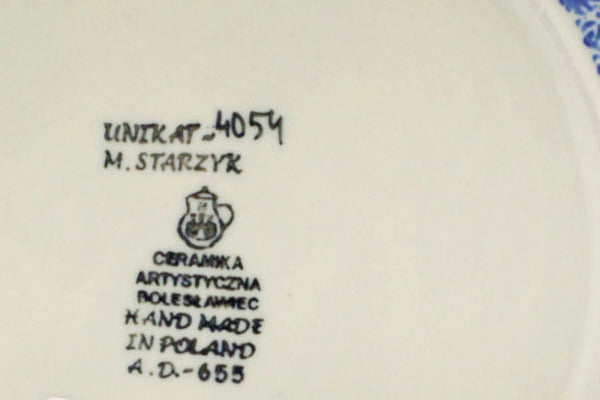 UNIKAT-4054
M. STARZYK
CERAMIKA
ARTYSTYCZNA
BOLESŁAWIEC
HAND MADE
IN POLAND
A.D.-655